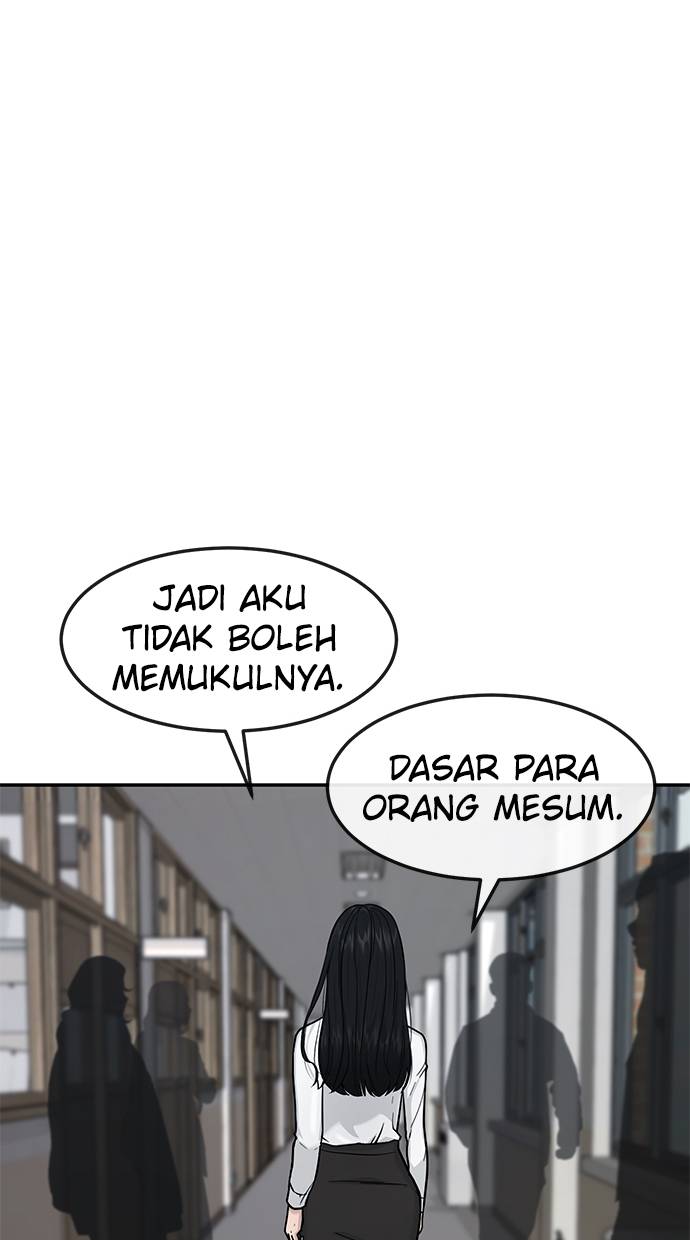 JADI AKU
TIDAK BOLEH
MEMUKULNYA.
DASAR PARA
ORANG MESUM.